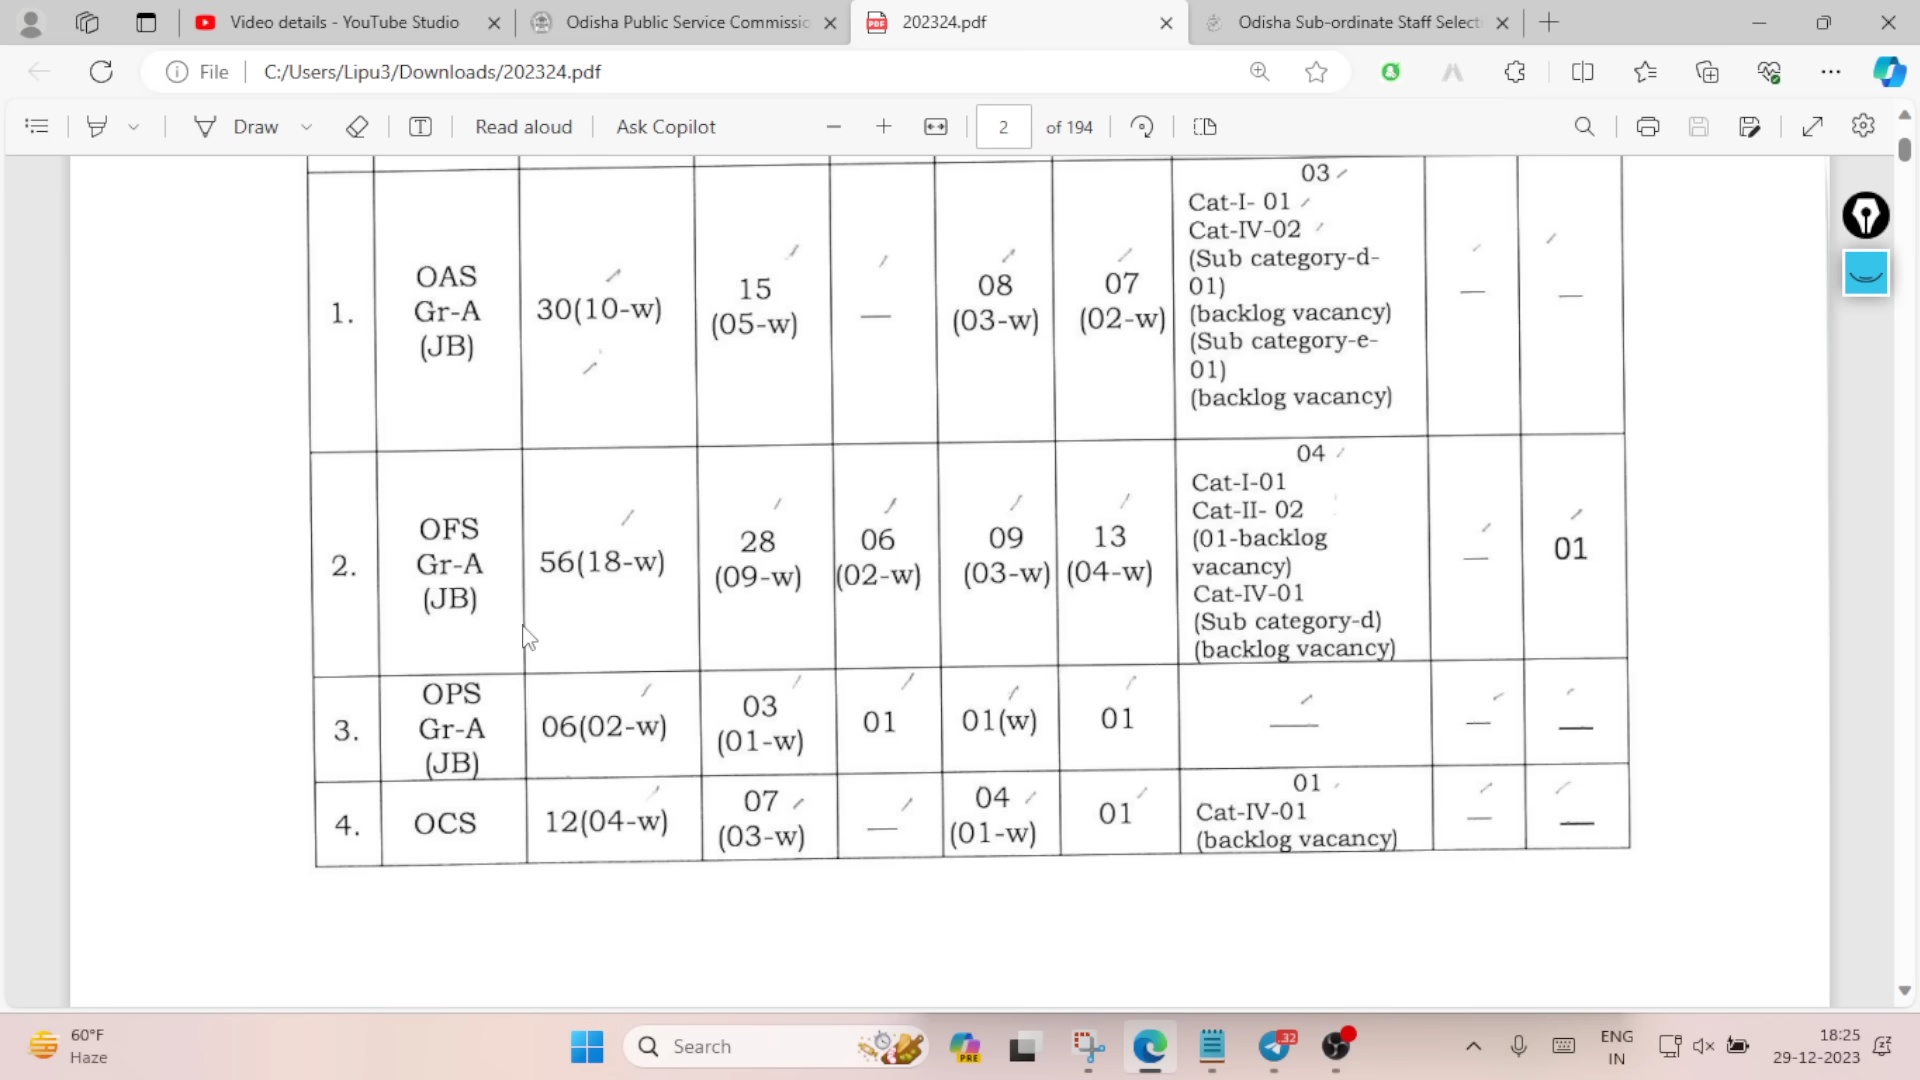 Video details - YouTube Studio
Odisha Public Service Commissio
202324.pdf
Odisha Sub-ordinate Staff Select
File
C:/Users/Lipu3/Downloads/202324.pdf
Draw
Read aloud
Ask Copilot
2 of 194
1.
OAS
Gr-A
(JB)
30(10-w)
15
(05-w)
—
08
(03-w)
07
(02-w)
03
Cat-I- 01
Cat-IV-02
(Sub category-d-
01)
(backlog vacancy)
(Sub category-e-
01)
(backlog vacancy)
—
—
2.
OFS
Gr-A
(JB)
56(18-w)
28
(09-w)
06
(02-w)
09
(03-w)
13
(04-w)
04
Cat-I-01
Cat-II- 02
(01-backlog
vacancy)
Cat-IV-01
(Sub category-d)
(backlog vacancy)
—
01
3.
OPS
Gr-A
(JB)
06(02-w)
03
(01-w)
01
01(w)
01
—
—
—
4.
OCS
12(04-w)
07
(03-w)
—
04
(01-w)
01
01
Cat-IV-01
(backlog vacancy)
—
—
60°F
Haze
Search
PRE
32
ENG
IN
18:25
29-12-2023